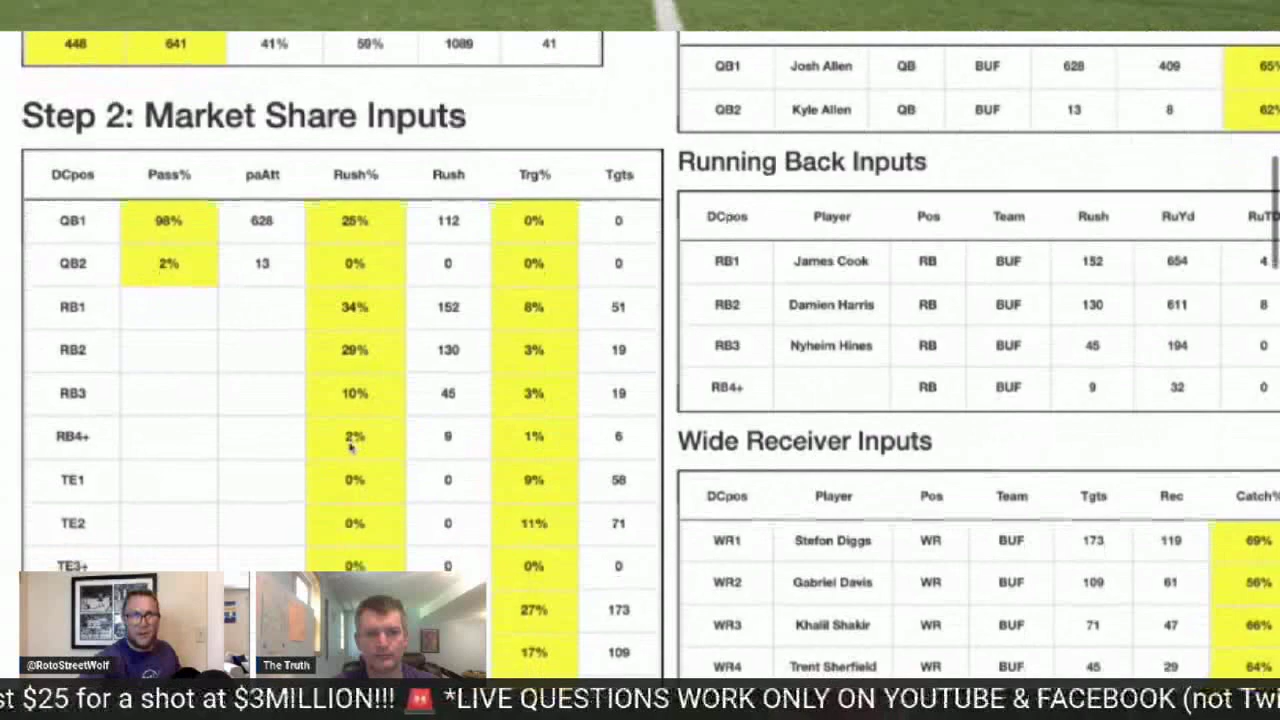 448 641 41% 59% 1089 41
Step 2: Market Share Inputs
DCpos Pass% paAtt Rush% Rush Trg% Tgts
QB1 98% 628 25% 112 0% 0
QB2 2% 13 0% 0 0% 0
RB1 34% 152 8% 51
RB2 29% 130 3% 19
RB3 10% 45 3% 19
RB4+ 2% 9 1% 6
TE1 0% 0 9% 58
TE2 0% 0 11% 71
TE3+ 0% 0 0% 0
27% 173
17% 109
QB1 Josh Allen QB BUF 628 409 65%
QB2 Kyle Allen QB BUF 13 8 62%
Running Back Inputs
DCpos Player Pos Team Rush RuYd RuTD
RB1 James Cook RB BUF 152 654 4
RB2 Damien Harris RB BUF 130 611 8
RB3 Nyheim Hines RB BUF 45 194 0
RB4+ RB BUF 9 32 0
Wide Receiver Inputs
DCpos Player Pos Team Tgts Rec Catch%
WR1 Stefon Diggs WR BUF 173 119 69%
WR2 Gabriel Davis WR BUF 109 61 56%
WR3 Khalil Shakir WR BUF 71 47 66%
WR4 Trent Sherfield WR BUF 45 29 64%
@RotoStreetWolf
The Truth
st $25 for a shot at $3MILLION!!! 🚨 *LIVE QUESTIONS WORK ONLY ON YOUTUBE & FACEBOOK (not Twi